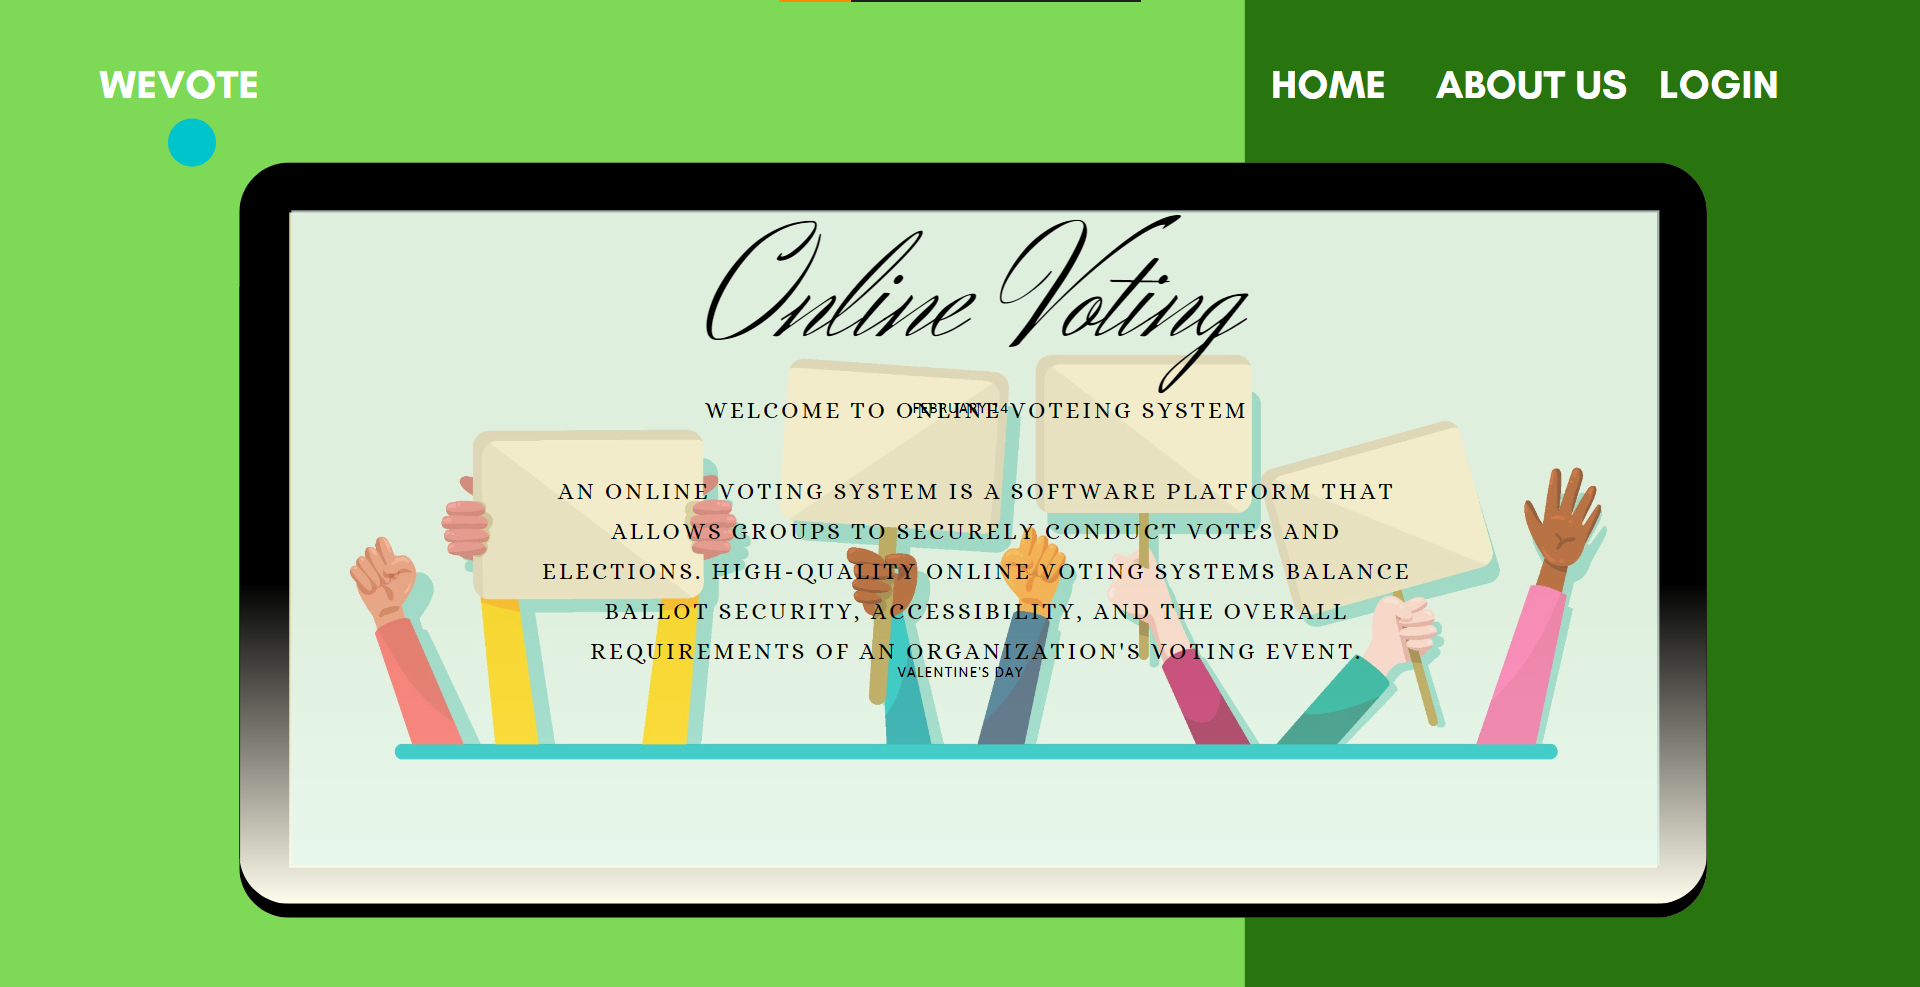 WEVOTE
HOME ABOUT US LOGIN
Online Voting
WELCOME TO ONLINE VOTEING SYSTEM
FEBRUARY 14
AN ONLINE VOTING SYSTEM IS A SOFTWARE PLATFORM THAT
ALLOWS GROUPS TO SECURELY CONDUCT VOTES AND
ELECTIONS. HIGH-QUALITY ONLINE VOTING SYSTEMS BALANCE
BALLOT SECURITY, ACCESSIBILITY, AND THE OVERALL
REQUIREMENTS OF AN ORGANIZATION'S VOTING EVENT.
VALENTINE'S DAY